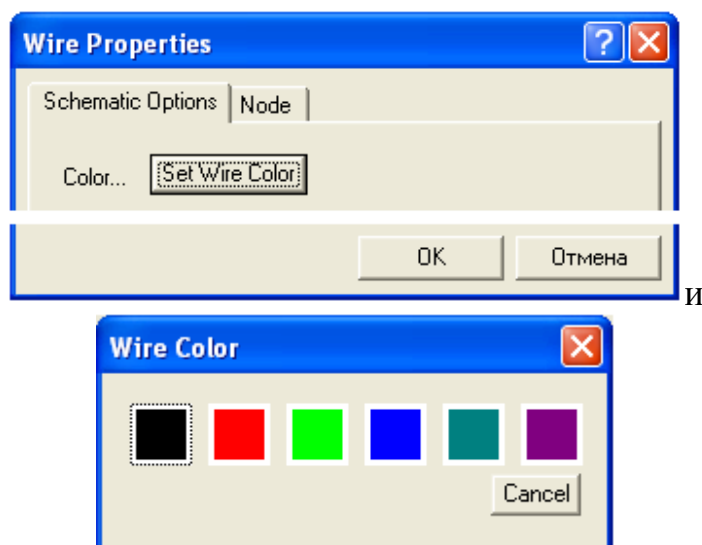 Wire Properties
Schematic Options Node
Color... Set Wire Color
OK Отмена
и
Wire Color
Cancel